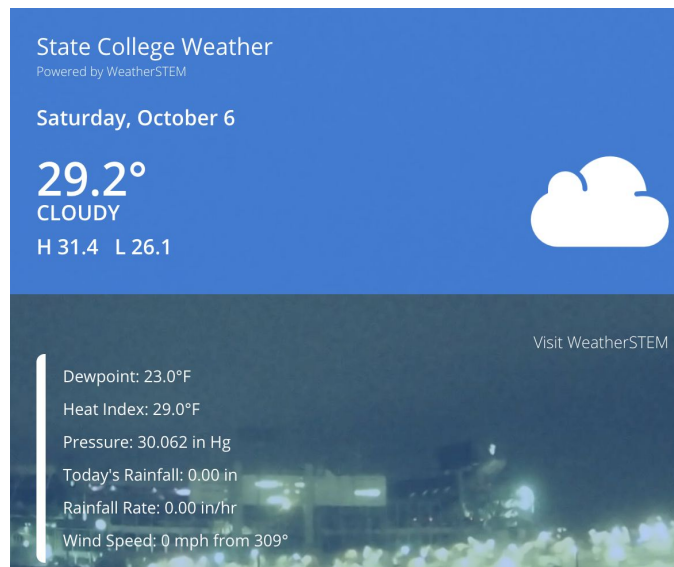 State College Weather
Powered by WeatherSTEM
Saturday, October 6
29.2°
CLOUDY
H 31.4 L 26.1
Visit WeatherSTEM
Dewpoint: 23.0°F
Heat Index: 29.0°F
Pressure: 30.062 in Hg
Today's Rainfall: 0.00 in
Rainfall Rate: 0.00 in/hr
Wind Speed: 0 mph from 309°